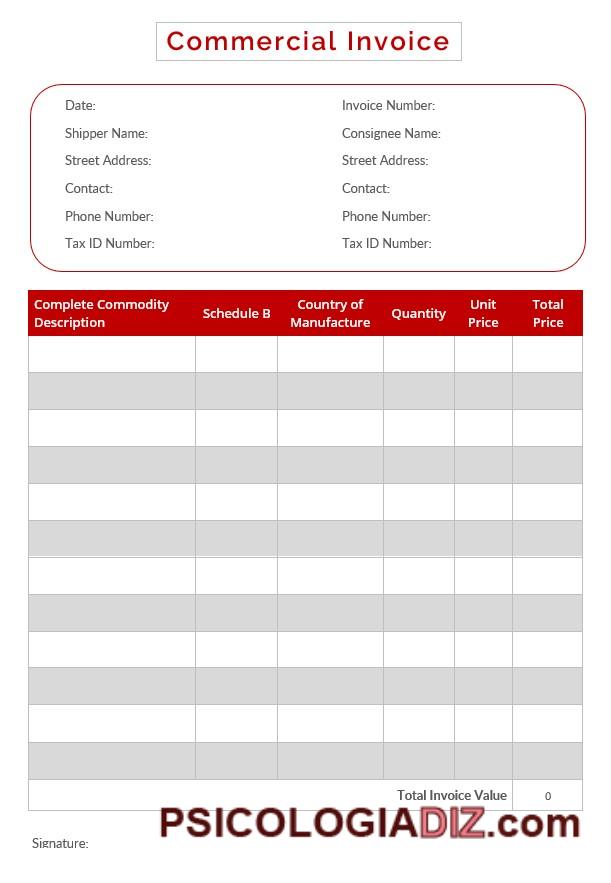 Commercial Invoice
Date:
Invoice Number:
Shipper Name:
Consignee Name:
Street Address:
Street Address:
Contact:
Contact:
Phone Number:
Phone Number:
Tax ID Number:
Tax ID Number:
Complete Commodity
Description
Schedule B
Country of
Manufacture
Quantity
Unit
Price
Total
Price
Total Invoice Value
0
PSICOLOGIADIZ.com
Signature: